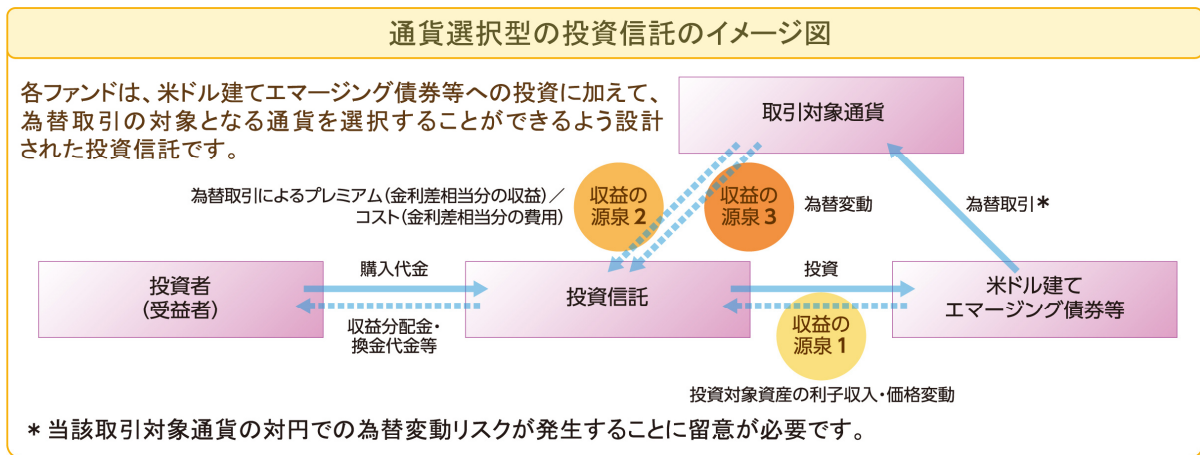 通貨選択型の投資信託のイメージ図
各ファンドは、米ドル建てエマージング債券等への投資に加えて、
為替取引の対象となる通貨を選択することができるよう設計
された投資信託です。
取引対象通貨
為替取引によるプレミアム(金利差相当分の収益)/
コスト(金利差相当分の費用)
収益の
源泉2
収益の
源泉3
為替変動
為替取引*
投資者
(受益者)
購入代金
収益分配金・
換金代金等
投資信託
投資
収益の
源泉1
米ドル建て
エマージング債券等
投資対象資産の利子収入・価格変動
*当該取引対象通貨の対円での為替変動リスクが発生することに留意が必要です。